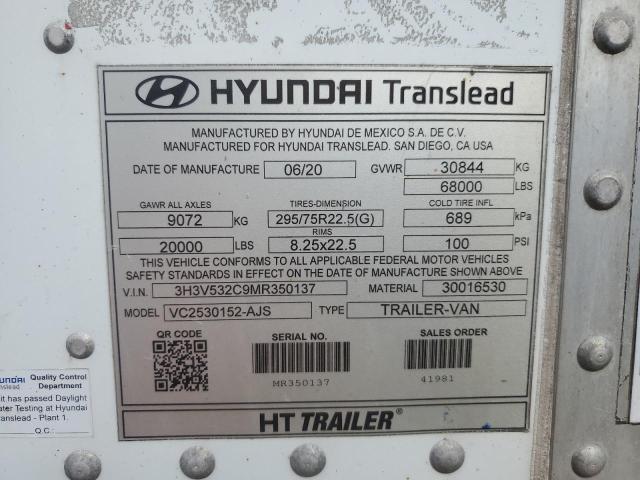 HYUNDAI Translead
MANUFACTURED BY HYUNDAI DE MEXICO S.A. DE C.V.
MANUFACTURED FOR HYUNDAI TRANSLEAD. SAN DIEGO, CA USA
DATE OF MANUFACTURE 06/20 GVWR 30844 KG
68000 LBS
GAWR ALL AXLES TIRES-DIMENSION COLD TIRE INFL
9072 KG 295/75R22.5(G) 689 kPa
RIMS
20000 LBS 8.25x22.5 100 PSI
THIS VEHICLE CONFORMS TO ALL APPLICABLE FEDERAL MOTOR VEHICLES
SAFETY STANDARDS IN EFFECT ON THE DATE OF MANUFACTURE SHOWN ABOVE
V.I.N. 3H3V532C9MR350137 MATERIAL 30016530
MODEL VC2530152-AJS TYPE TRAILER-VAN
QR CODE SERIAL NUMBER SALES ORDER
MR350137 41981
HT TRAILER®
Quality Control
Department
it has passed Daylight
ater Testing at Hyundai
ranslead - Plant 1.
Q.C.: